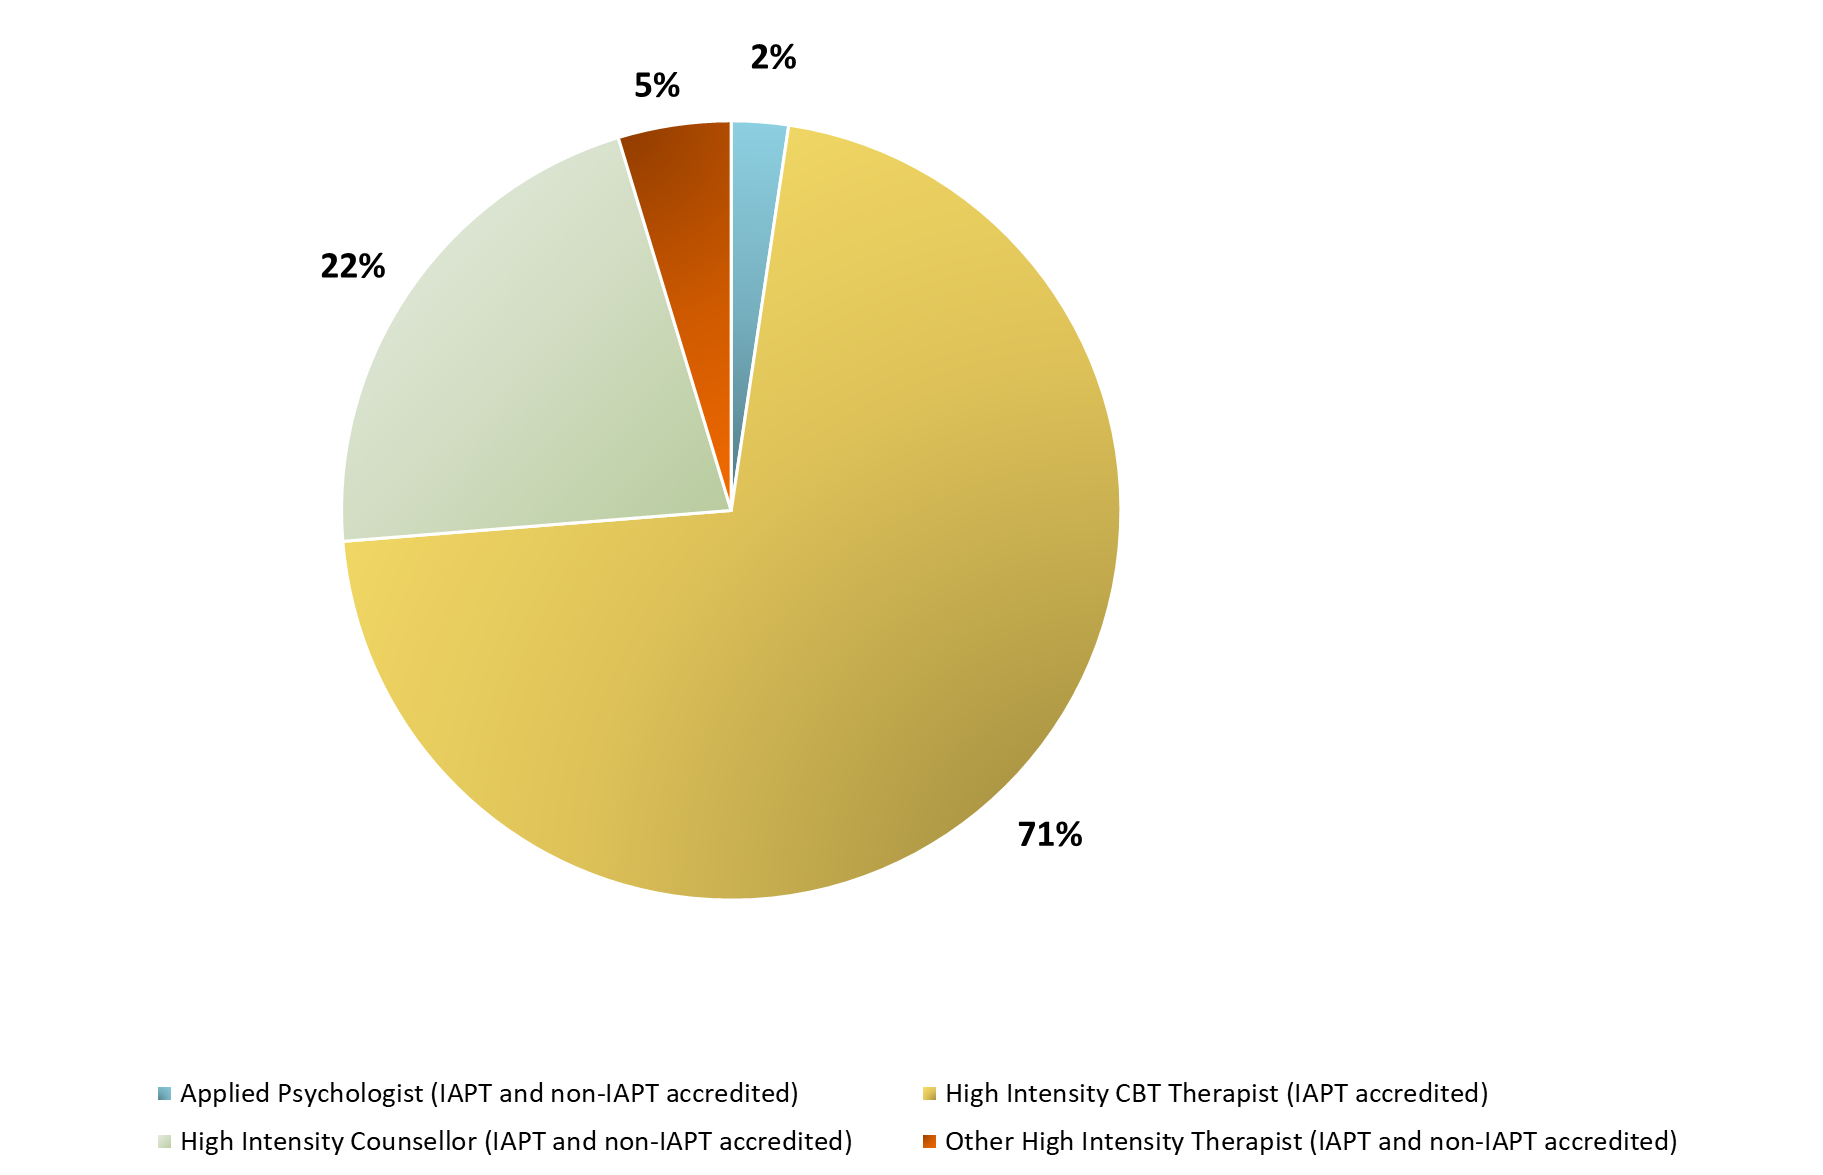 2%
5%
22%
71%
Applied Psychologist (IAPT and non-IAPT accredited)
High Intensity CBT Therapist (IAPT accredited)
High Intensity Counsellor (IAPT and non-IAPT accredited)
Other High Intensity Therapist (IAPT and non-IAPT accredited)